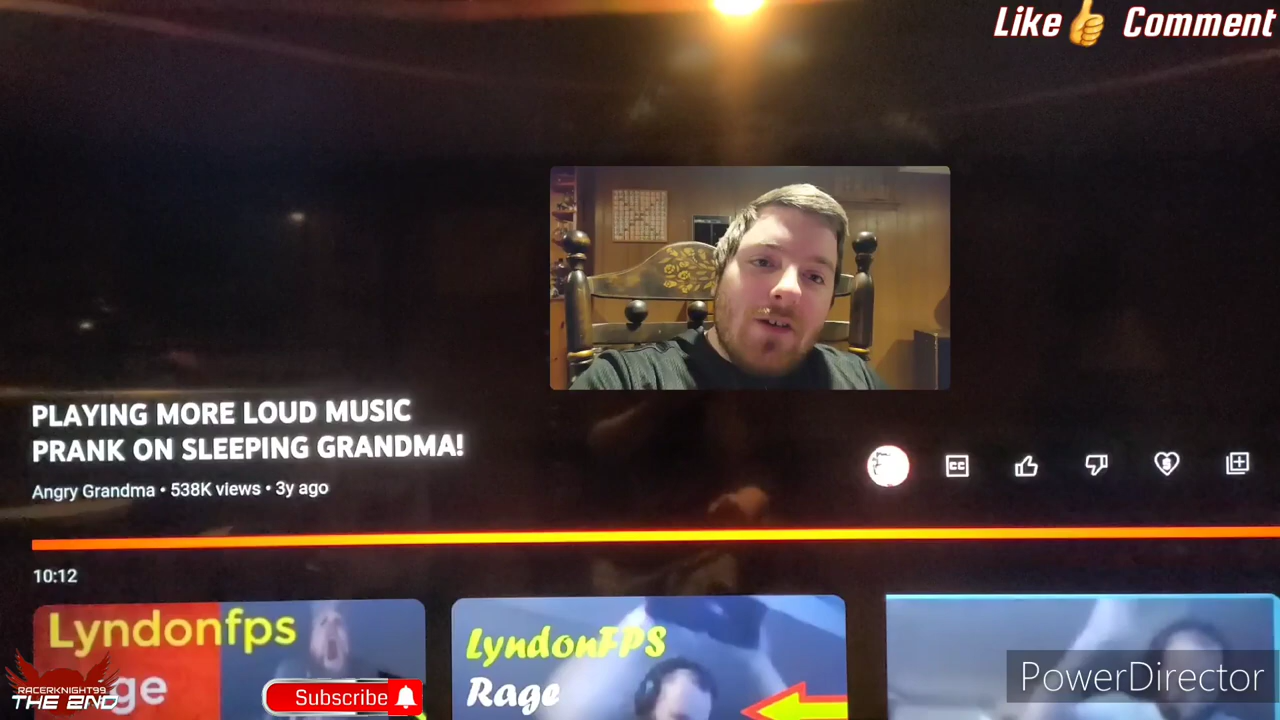 Like Comment
PLAYING MORE LOUD MUSIC
PRANK ON SLEEPING GRANDMA!
Angry Grandma • 538K views • 3y ago
CC
10:12
Lyndonfps
LyndonFPS
Rage
RACERKNIGHT99
THE END
Subscribe
PowerDirector